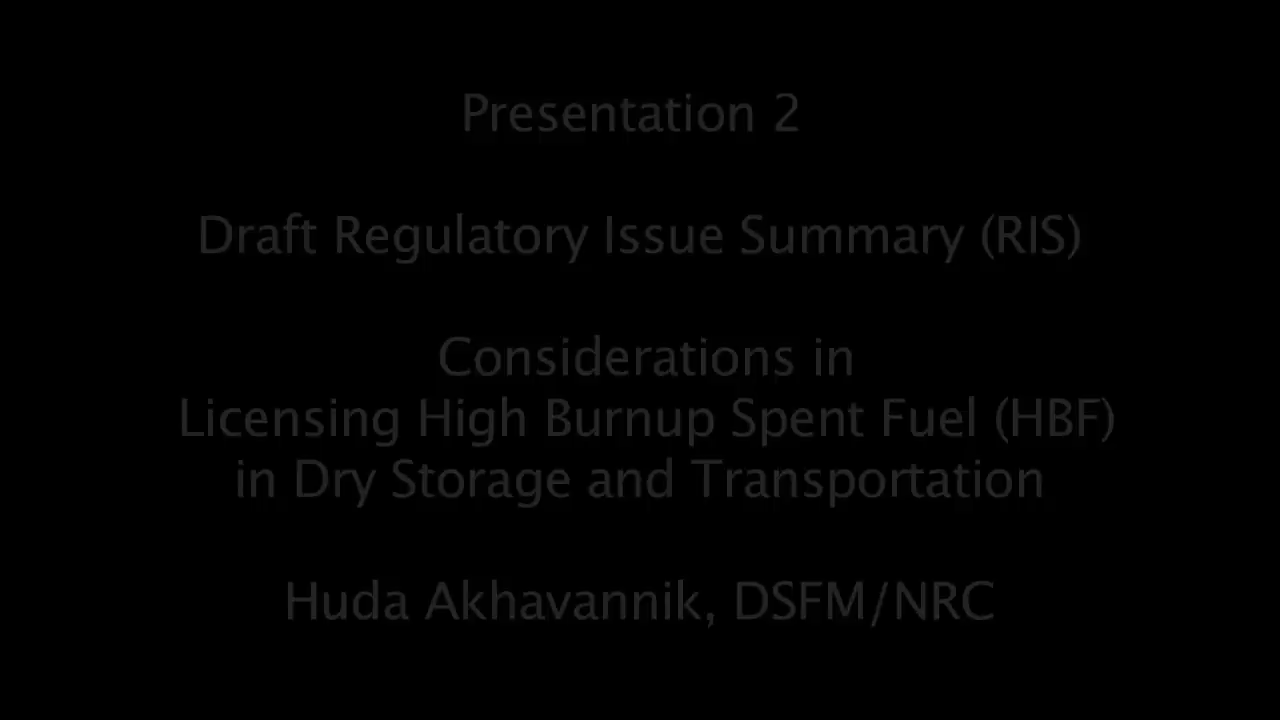 Presentation 2
Draft Regulatory Issue Summary (RIS)
Considerations in
Licensing High Burnup Spent Fuel (HBF)
in Dry Storage and Transportation
Huda Akhavannik, DSFM/NRC